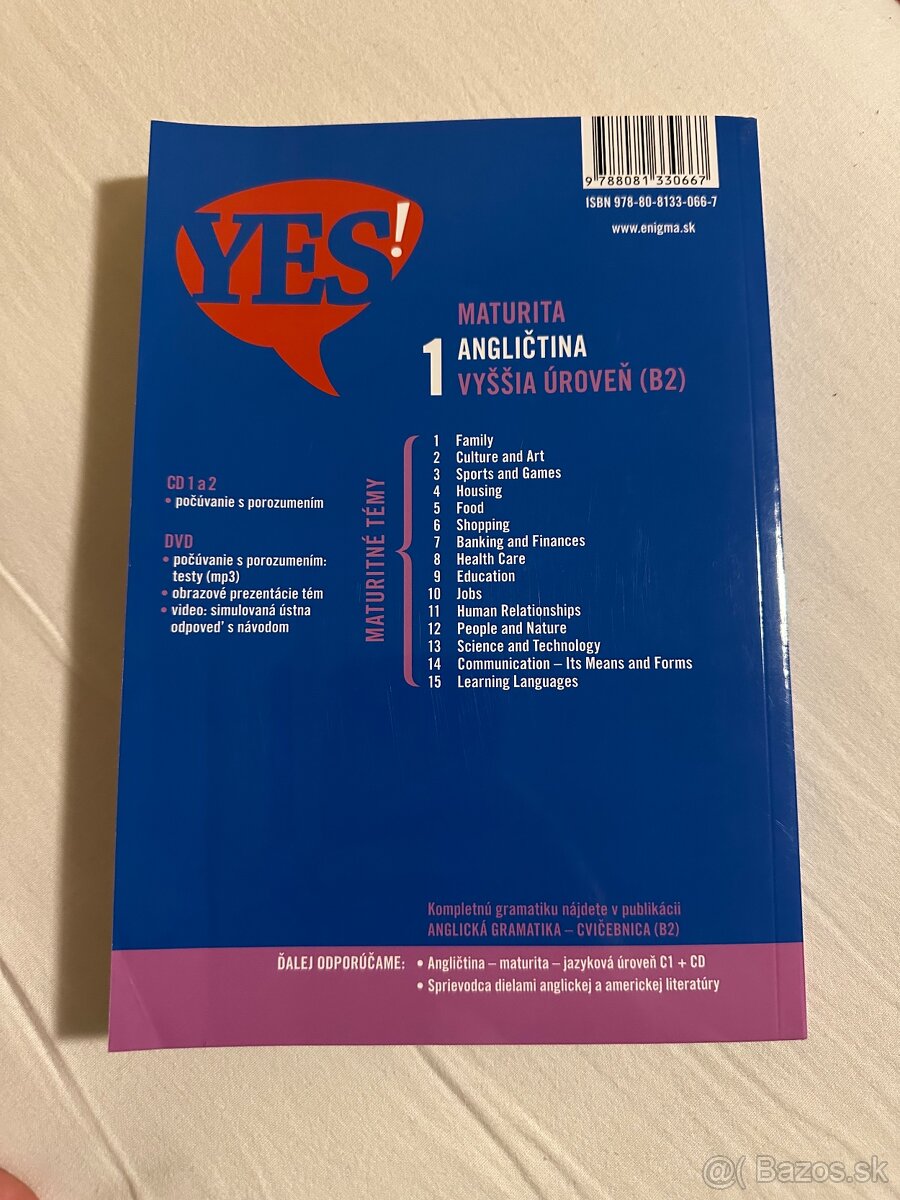 9 788081 330667
ISBN 978-80-8133-066-7
www.enigma.sk
YES!
MATURITA
1 ANGLIČTINA
VYŠŠIA ÚROVEŇ (B2)
CD 1 a 2
• počúvanie s porozumením
DVD
• počúvanie s porozumením:
testy (mp3)
• obrazové prezentácie tém
• video: simulovaná ústna
odpoveď s návodom
MATURITNÉ TÉMY
1 Family
2 Culture and Art
3 Sports and Games
4 Housing
5 Food
6 Shopping
7 Banking and Finances
8 Health Care
9 Education
10 Jobs
11 Human Relationships
12 People and Nature
13 Science and Technology
14 Communication – Its Means and Forms
15 Learning Languages
Kompletnú gramatiku nájdete v publikácii
ANGLICKÁ GRAMATIKA – CVIČEBNICA (B2)
ĎALEJ ODPORÚČAME: • Angličtina – maturita – jazyková úroveň C1 + CD
• Sprievodca dielami anglickej a americkej literatúry
@( Bazos.sk